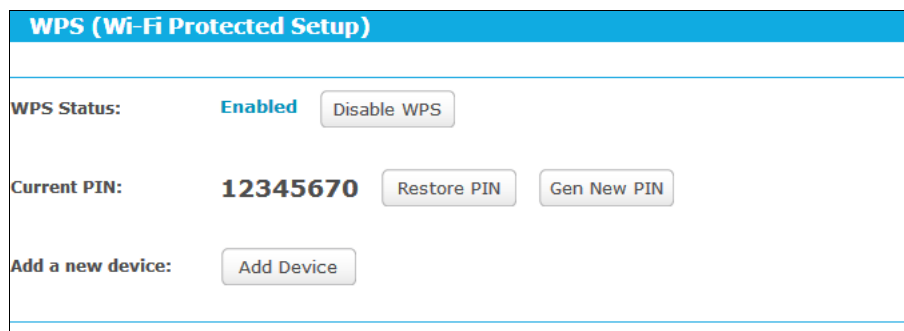 WPS (Wi-Fi Protected Setup)
WPS Status: Enabled Disable WPS
Current PIN: 12345670 Restore PIN Gen New PIN
Add a new device: Add Device